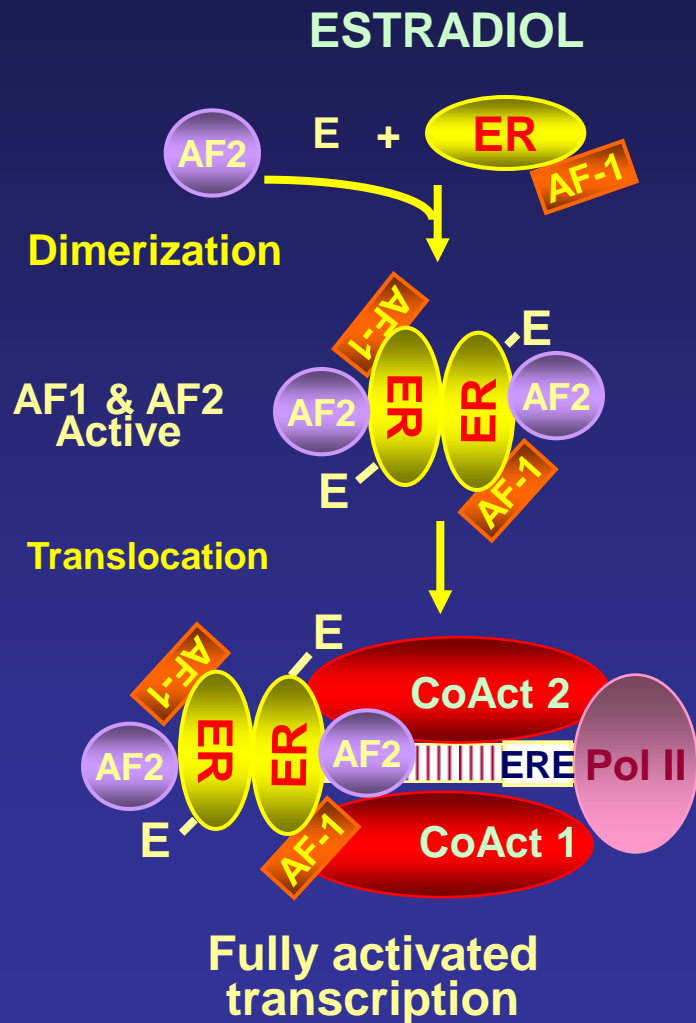 ESTRADIOL
AF2 E + ER
AF-1
Dimerization
AF-1
E
AF1 & AF2
Active
AF2 ER ER AF2
E
AF-1
Translocation
E
AF-1
CoAct 2
AF2 ER ER AF2 ERE Pol II
E
AF-1
CoAct 1
Fully activated
transcription